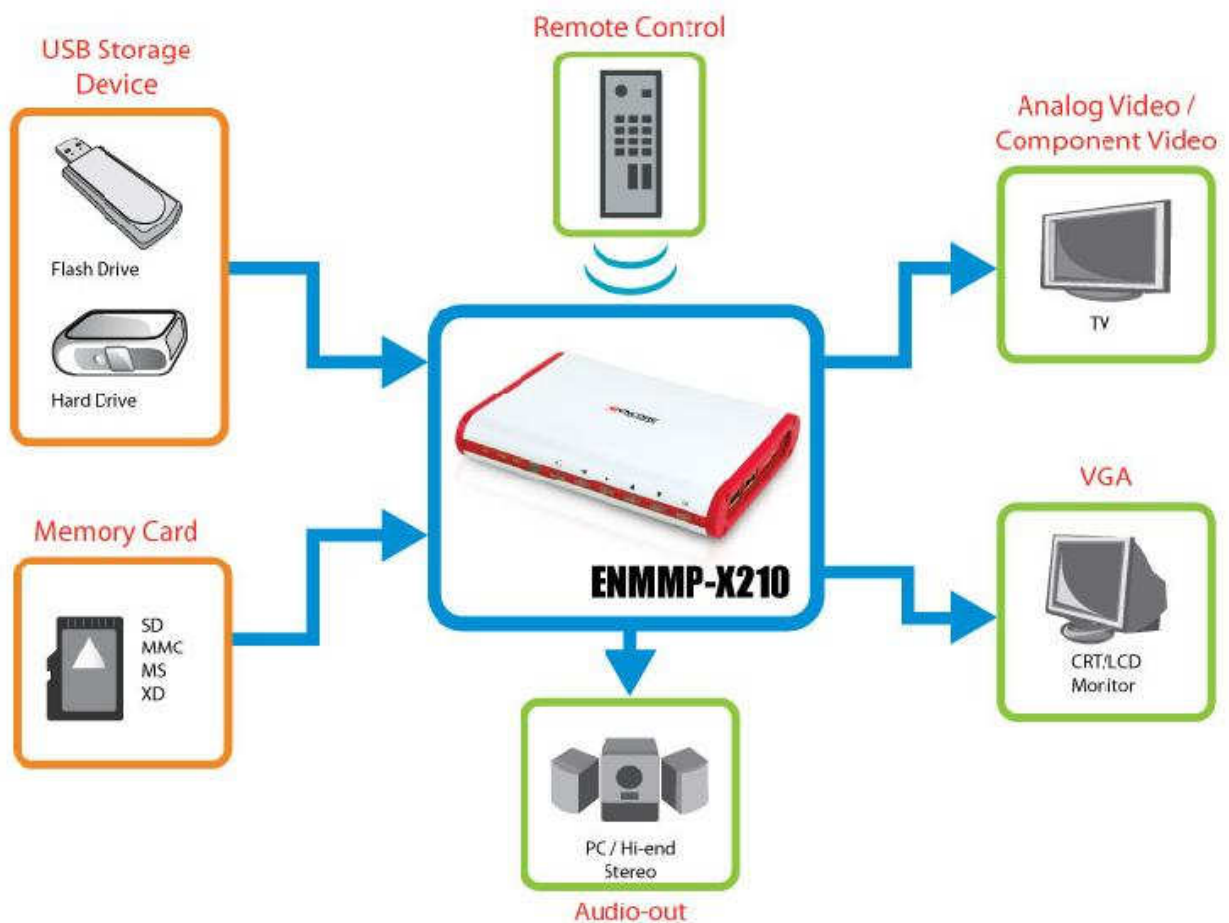 Remote Control
USB Storage
Device
Flash Drive
Hard Drive
Analog Video /
Component Video
TV
ENMMP-X210
Memory Card
SD
MMC
MS
XD
VGA
CRT/LCD
Monitor
PC / Hi-end
Stereo
Audio-out